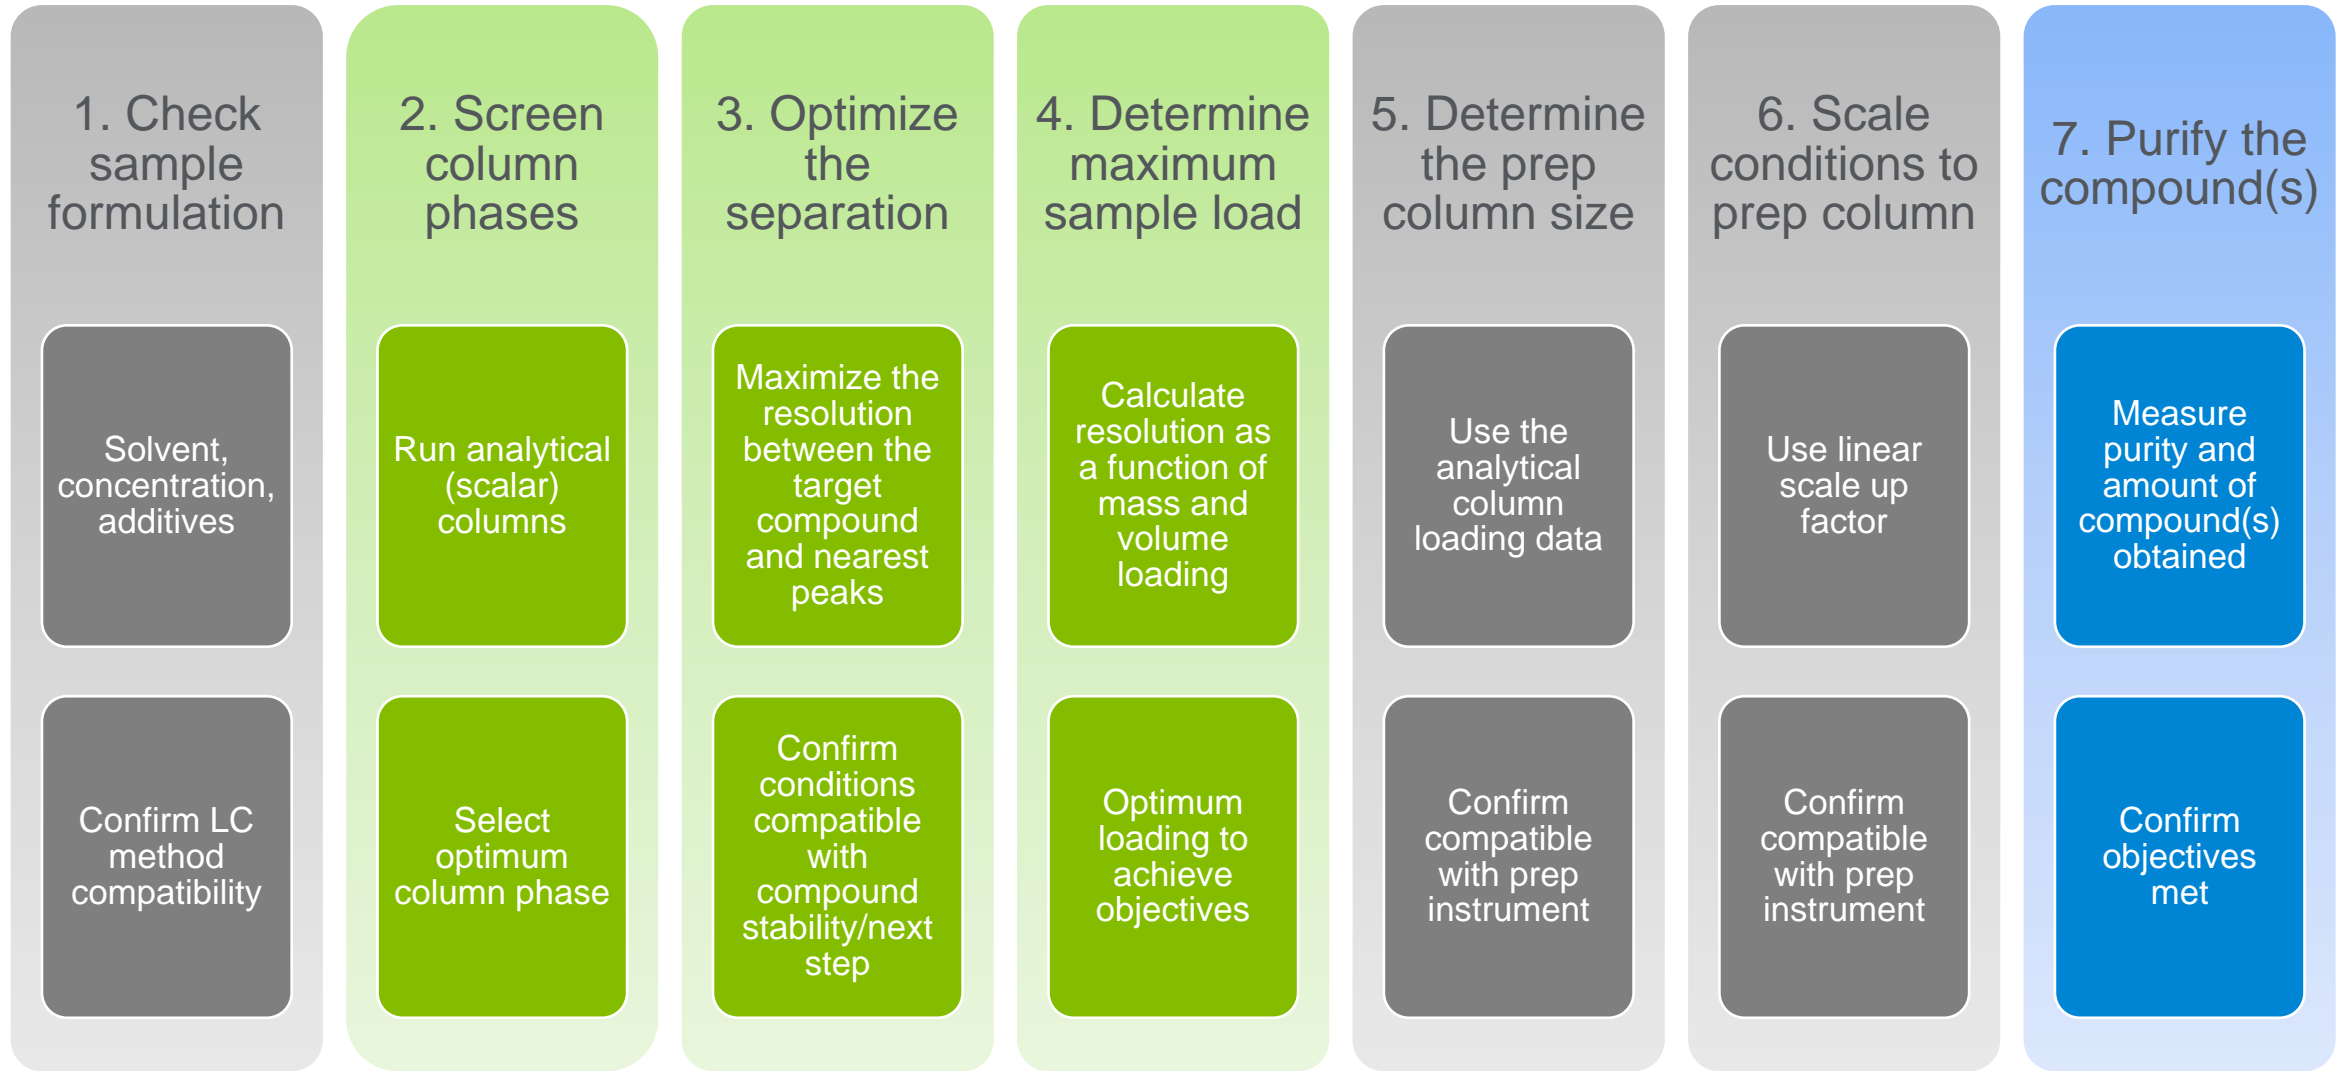 1. Check
sample
formulation
Solvent,
concentration,
additives
Confirm LC
method
compatibility
2. Screen
column
phases
Run analytical
(scalar)
columns
Select
optimum
column phase
3. Optimize
the
separation
Maximize the
resolution
between the
target
compound
and nearest
peaks
Confirm
conditions
compatible
with
compound
stability/next
step
4. Determine
maximum
sample load
Calculate
resolution as
a function of
mass and
volume
loading
Optimum
loading to
achieve
objectives
5. Determine
the prep
column size
Use the
analytical
column
loading data
Confirm
compatible
with prep
instrument
6. Scale
conditions to
prep column
Use linear
scale up
factor
Confirm
compatible
with prep
instrument
7. Purify the
compound(s)
Measure
purity and
amount of
compound(s)
obtained
Confirm
objectives
met